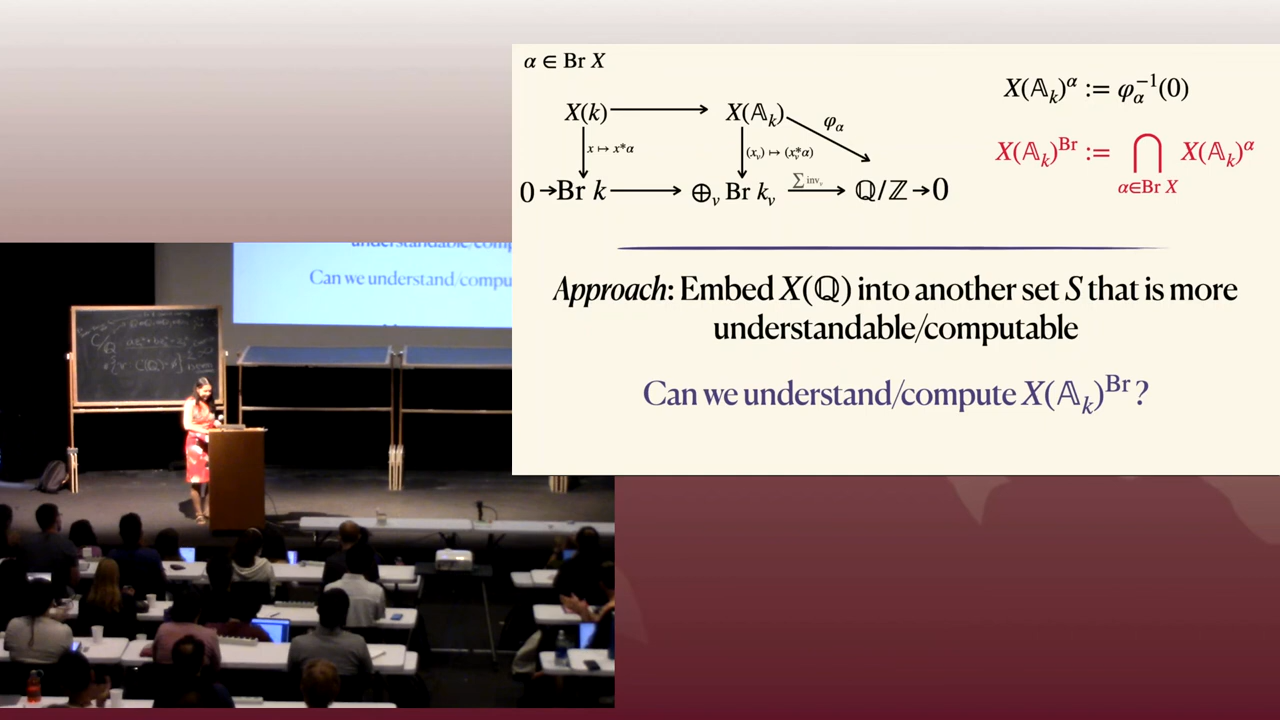 α ∈ Br X
X(k) → X(𝔸_k)
φ_α
x ↦ x*α
(x_v) ↦ (x_v*α)
0 → Br k → ⊕_v Br k_v → ℚ/ℤ → 0
∑ inv_v
X(𝔸_k)^α := φ_α^{-1}(0)
X(𝔸_k)^Br := ⋂ X(𝔸_k)^α
α∈Br X
Approach: Embed X(ℚ) into another set S that is more
understandable/computable
Can we understand/compute X(𝔸_k)^Br ?
understandable/comp
Can we understand/compu